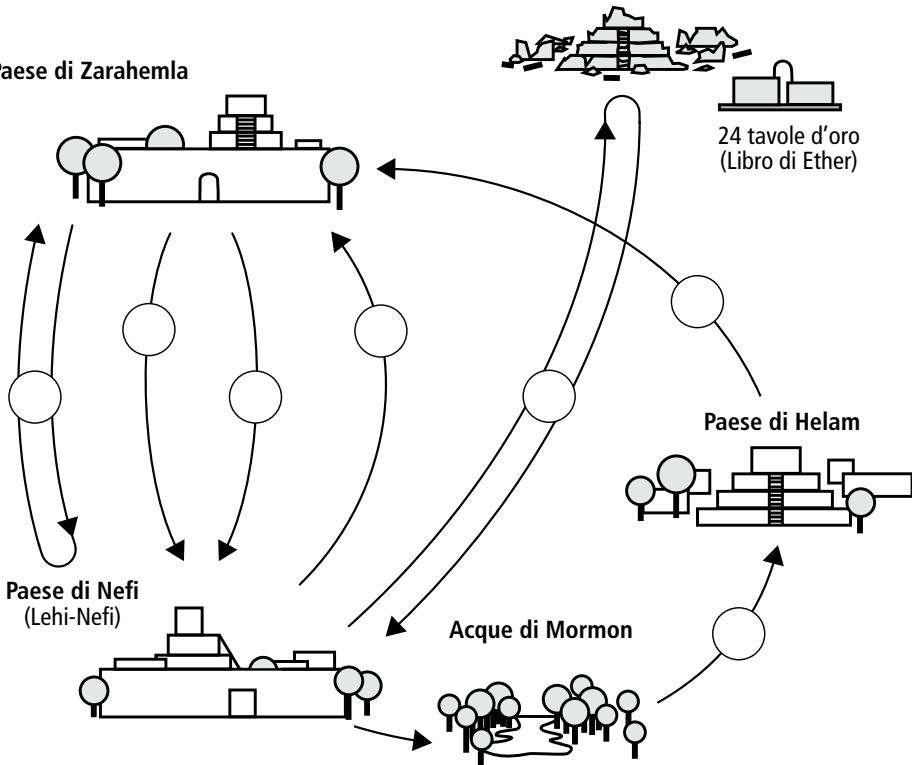 Paese di Zarahemla
24 tavole d'oro
(Libro di Ether)
Paese di Helam
Paese di Nefi
(Lehi-Nefi)
Acque di Mormon